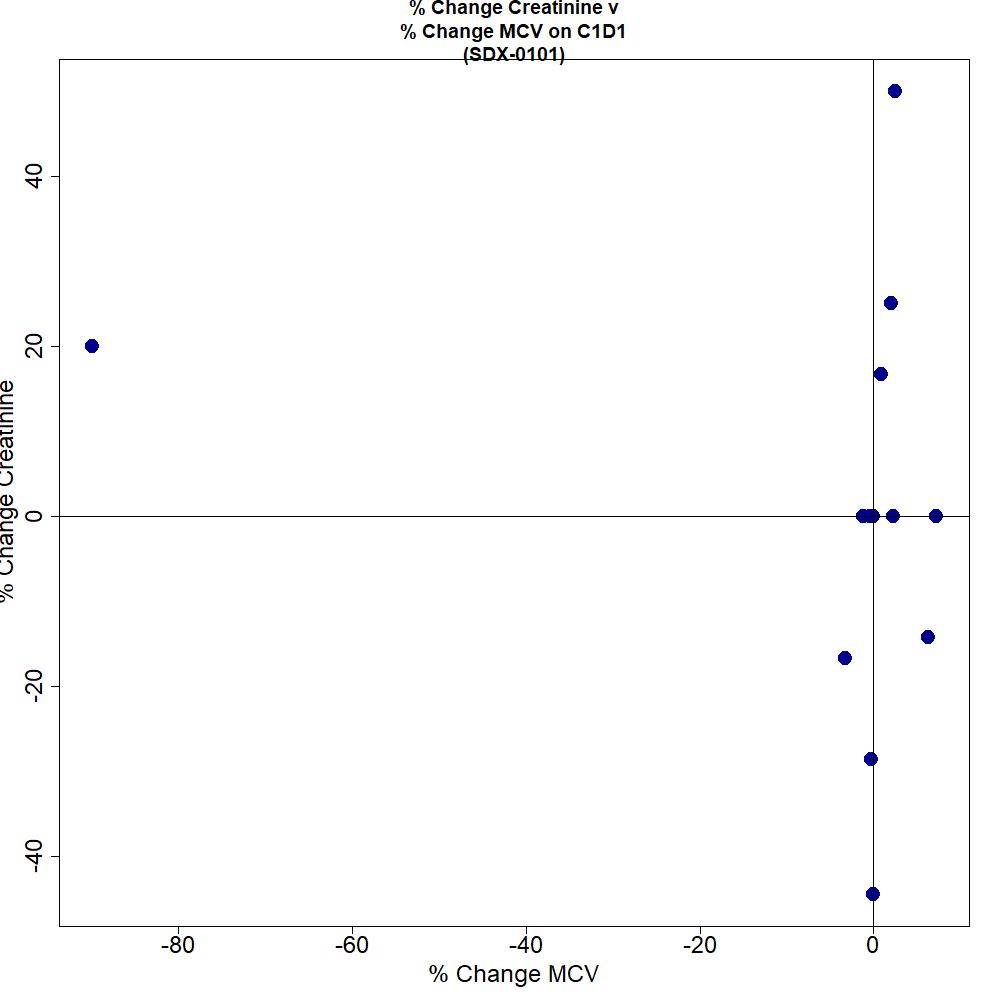 % Change Creatinine v
% Change MCV on C1D1
(SDX-0101)
% Change Creatinine
40
20
0
-20
-40
-80
-60
-40
-20
0
% Change MCV